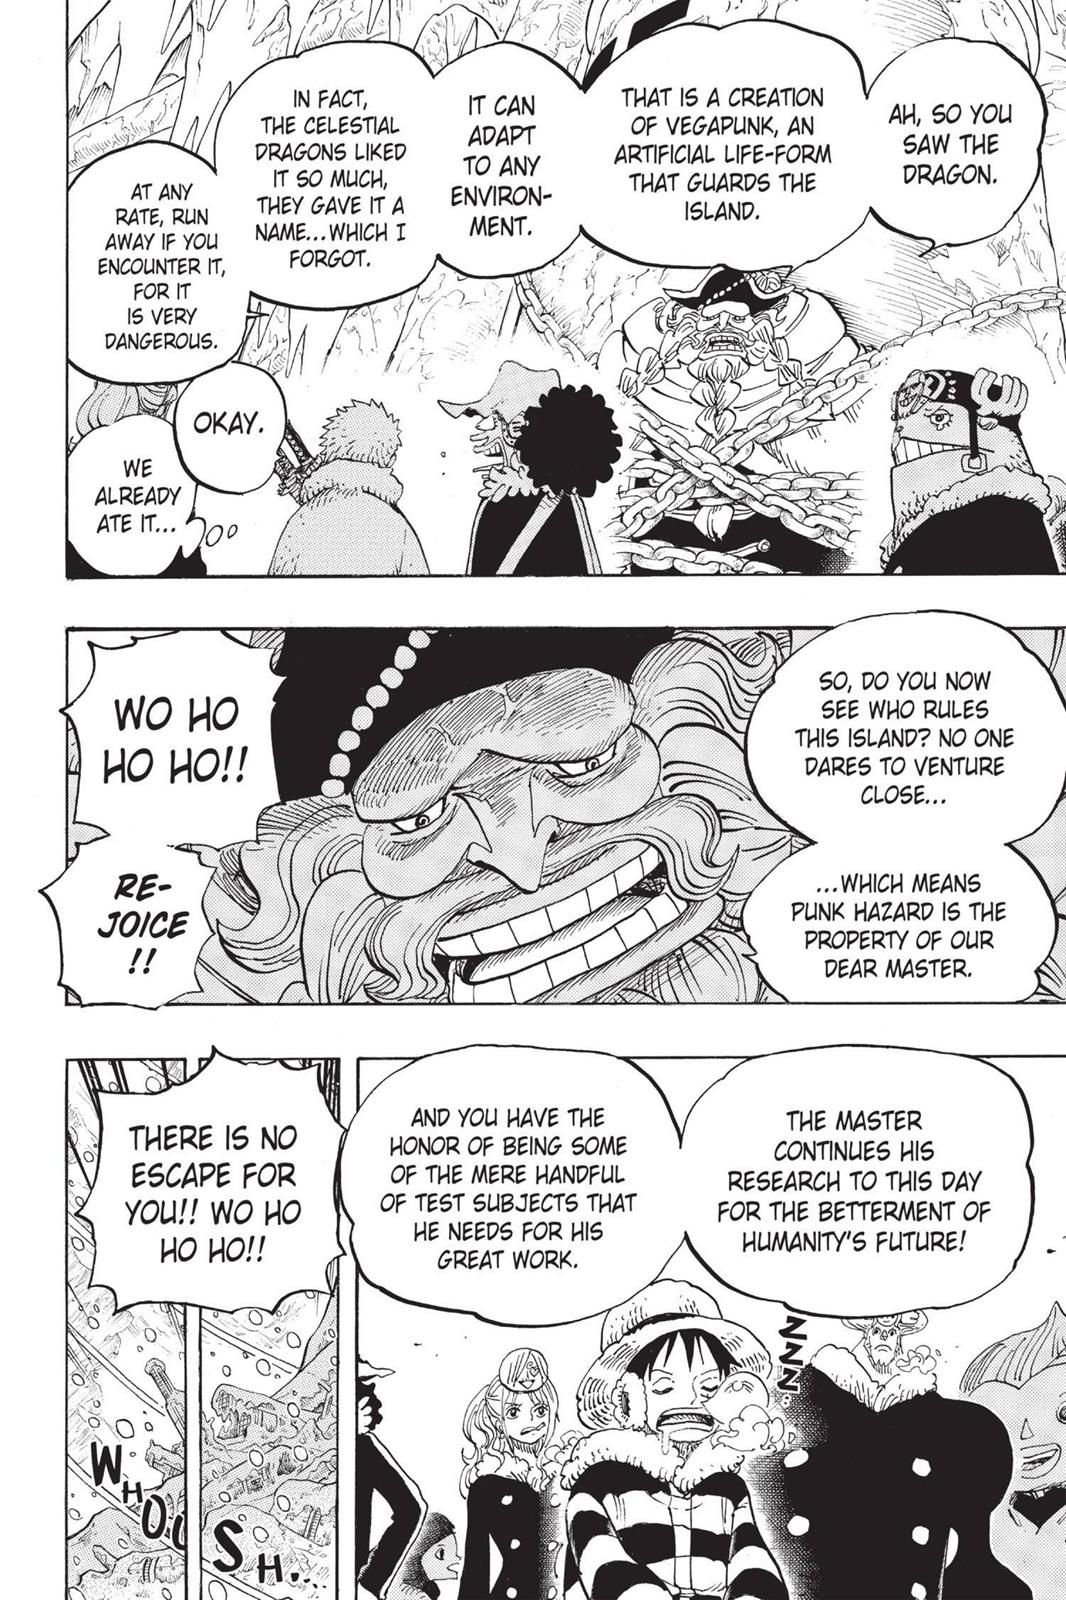 AH, SO YOU
SAW THE
DRAGON.
THAT IS A CREATION
OF VEGAPUNK, AN
ARTIFICIAL LIFE-FORM
THAT GUARDS THE
ISLAND.
IT CAN
ADAPT
TO ANY
ENVIRON-
MENT.
IN FACT,
THE CELESTIAL
DRAGONS LIKED
IT SO MUCH,
THEY GAVE IT A
NAME...WHICH I
FORGOT.
AT ANY
RATE, RUN
AWAY IF YOU
ENCOUNTER IT,
FOR IT
IS VERY
DANGEROUS.
OKAY.
WE
ALREADY
ATE IT...
SO, DO YOU NOW
SEE WHO RULES
THIS ISLAND? NO ONE
DARES TO VENTURE
CLOSE...
...WHICH MEANS
PUNK HAZARD IS THE
PROPERTY OF OUR
DEAR MASTER.
WO HO
HO HO!!
RE-
JOICE
!!
THE MASTER
CONTINUES HIS
RESEARCH TO THIS DAY
FOR THE BETTERMENT OF
HUMANITY'S FUTURE!
AND YOU HAVE THE
HONOR OF BEING SOME
OF THE MERE HANDFUL
OF TEST SUBJECTS THAT
HE NEEDS FOR HIS
GREAT WORK.
NNNN...
THERE IS NO
ESCAPE FOR
YOU!! WO HO
HO HO!!
WHOUSH...